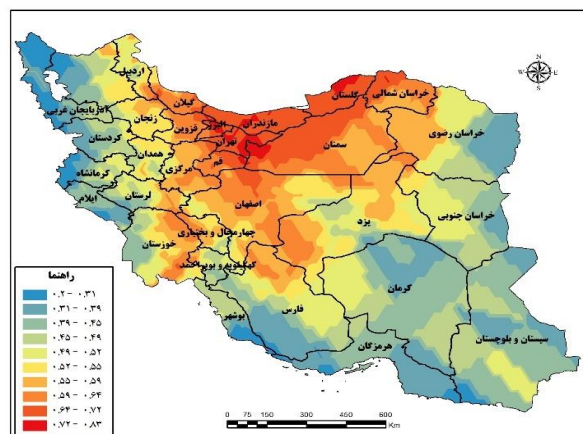 N
W
E
S
اردبیل
آذربایجان غربی
گیلان
گلستان
خراسان شمالی
زنجان
البرز
مازندران
کردستان
قزوین
تهران
سمنان
خراسان رضوی
همدان
قم
کرمانشاه
مرکزی
ایلام
لرستان
اصفهان
خراسان جنوبی
یزد
چهارمحال و بختیاری
خوزستان
کهگیلویه و بویراحمد
کرمان
فارس
بوشهر
سیستان و بلوچستان
هرمزگان
راهنما
۰.۲ - ۰.۳۱
۰.۳۱ - ۰.۳۹
۰.۳۹ - ۰.۴۵
۰.۴۵ - ۰.۴۹
۰.۴۹ - ۰.۵۲
۰.۵۲ - ۰.۵۵
۰.۵۵ - ۰.۵۹
۰.۵۹ - ۰.۶۴
۰.۶۴ - ۰.۷۲
۰.۷۲ - ۰.۸۳
0 75 150 300 450 600
Km